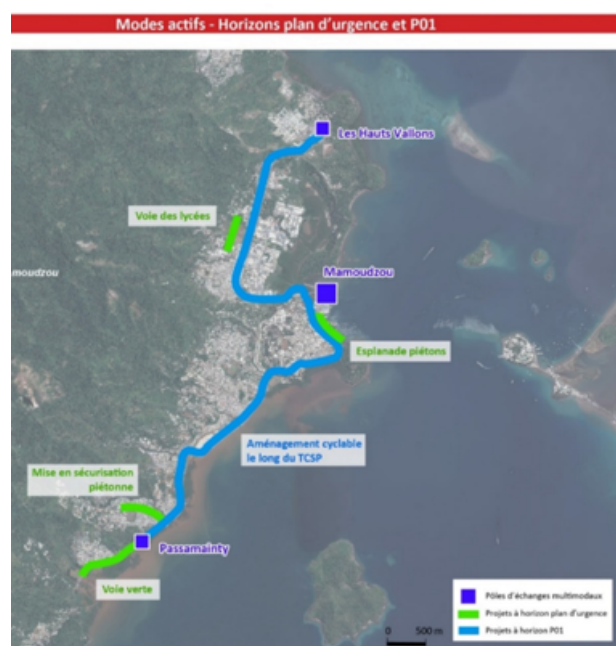 Modes actifs - Horizons plan d'urgence et P01
Les Hauts Vallons
Voie des lycées
moudzou
Mamoudzou
Esplanade piétons
Aménagement cyclable
le long du TCSP
Mise en sécurisation
piétonne
Passamainty
Voie verte
Pôles d'échanges multimodaux
Projets à horizon plan d'urgence
Projets à horizon P01
0 500 m